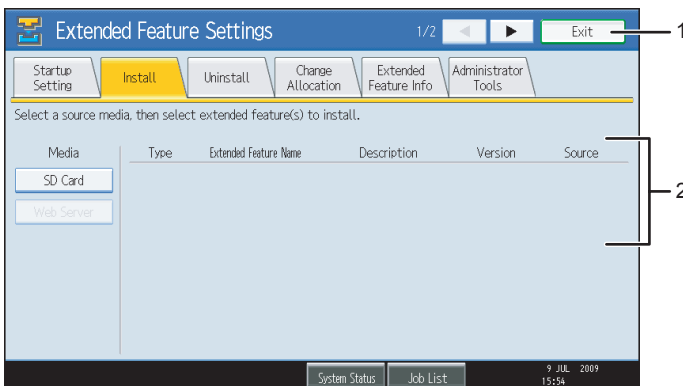 Extended Feature Settings 1/2 ◀ ▶ Exit 1
Startup Setting Install Uninstall Change Allocation Extended Feature Info Administrator Tools
Select a source media, then select extended feature(s) to install.
Media Type Extended Feature Name Description Version Source
SD Card
2
Web Server
System Status Job List 9 JUL 2009
15:54